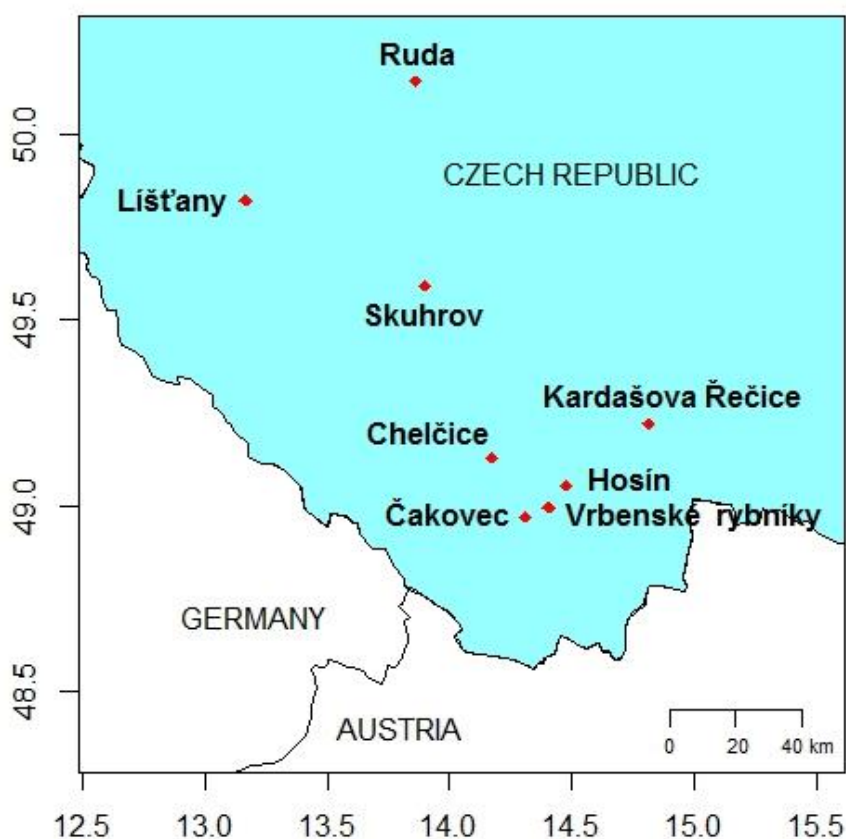 Ruda
50.0
CZECH REPUBLIC
Líšťany
Skuhrov
49.5
Kardašova Řečice
Chelčice
Hosín
49.0
Čakovec
Vrbenské rybníky
GERMANY
48.5
AUSTRIA
0 20 40 km
12.5 13.0 13.5 14.0 14.5 15.0 15.5